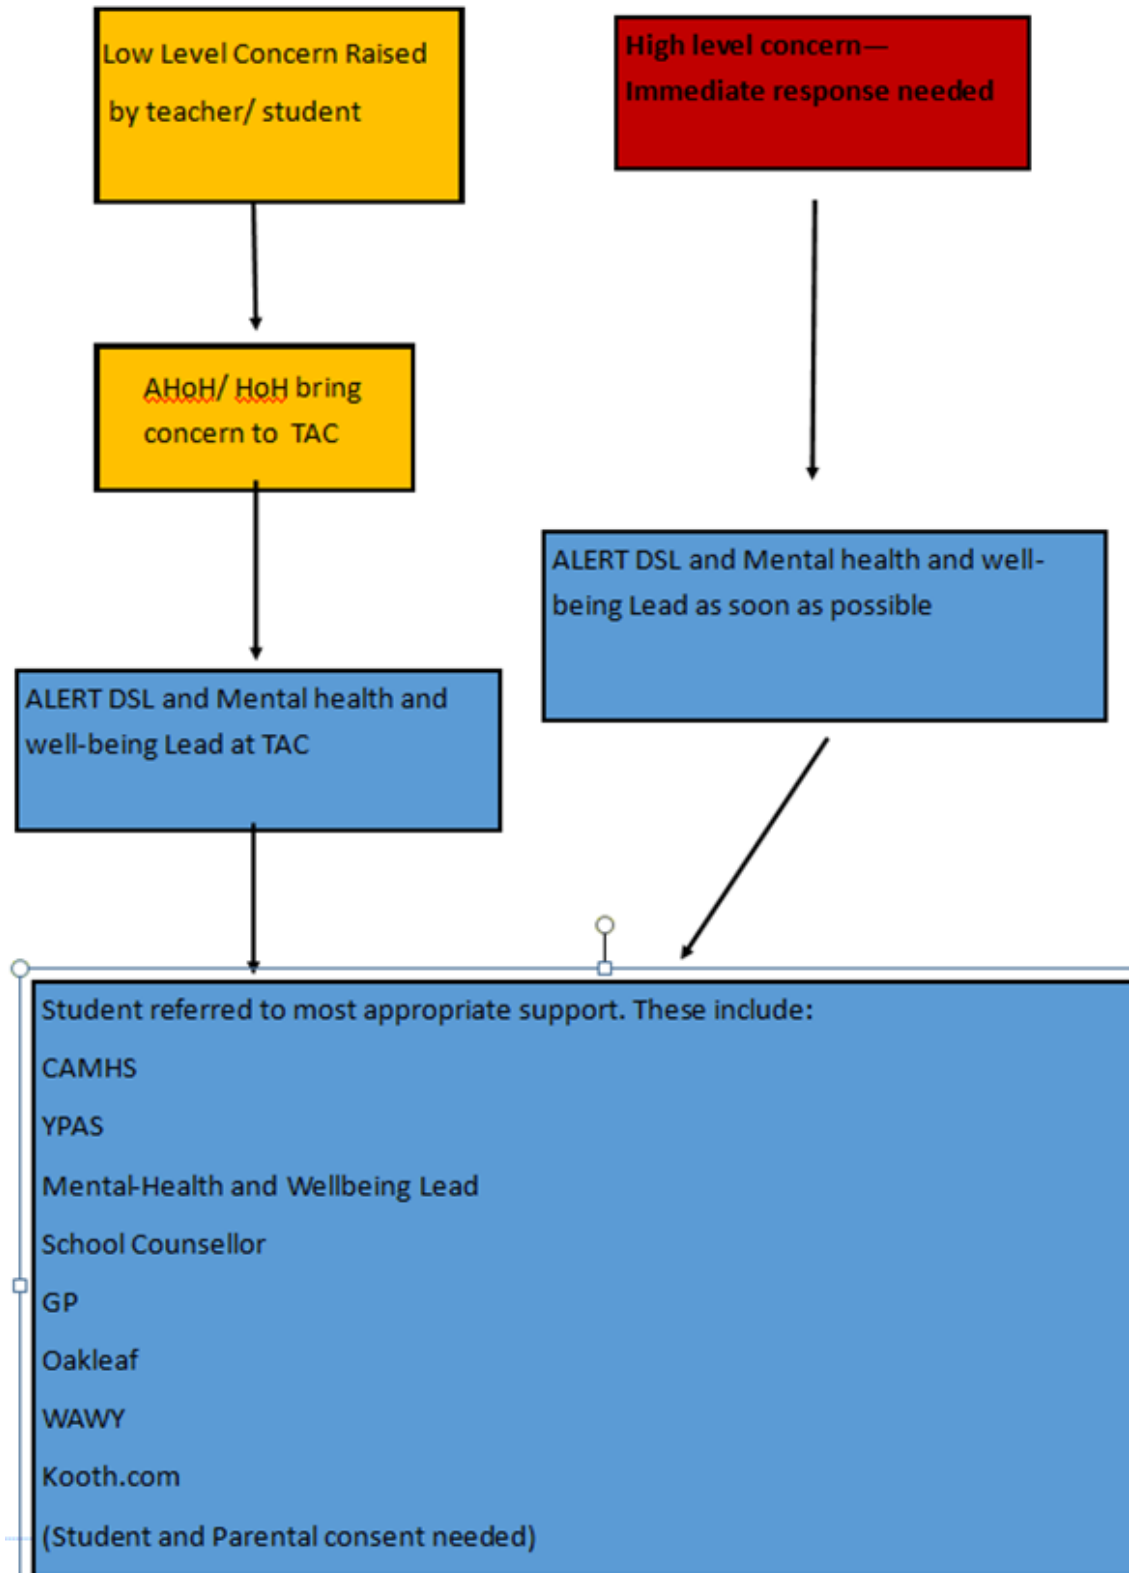 Low Level Concern Raised
by teacher/ student
High level concern—
Immediate response needed
AHoH/ HoH bring
concern to TAC
ALERT DSL and Mental health and well-
being Lead as soon as possible
ALERT DSL and Mental health and
well-being Lead at TAC
Student referred to most appropriate support. These include:
CAMHS
YPAS
Mental-Health and Wellbeing Lead
School Counsellor
GP
Oakleaf
WAWY
Kooth.com
(Student and Parental consent needed)